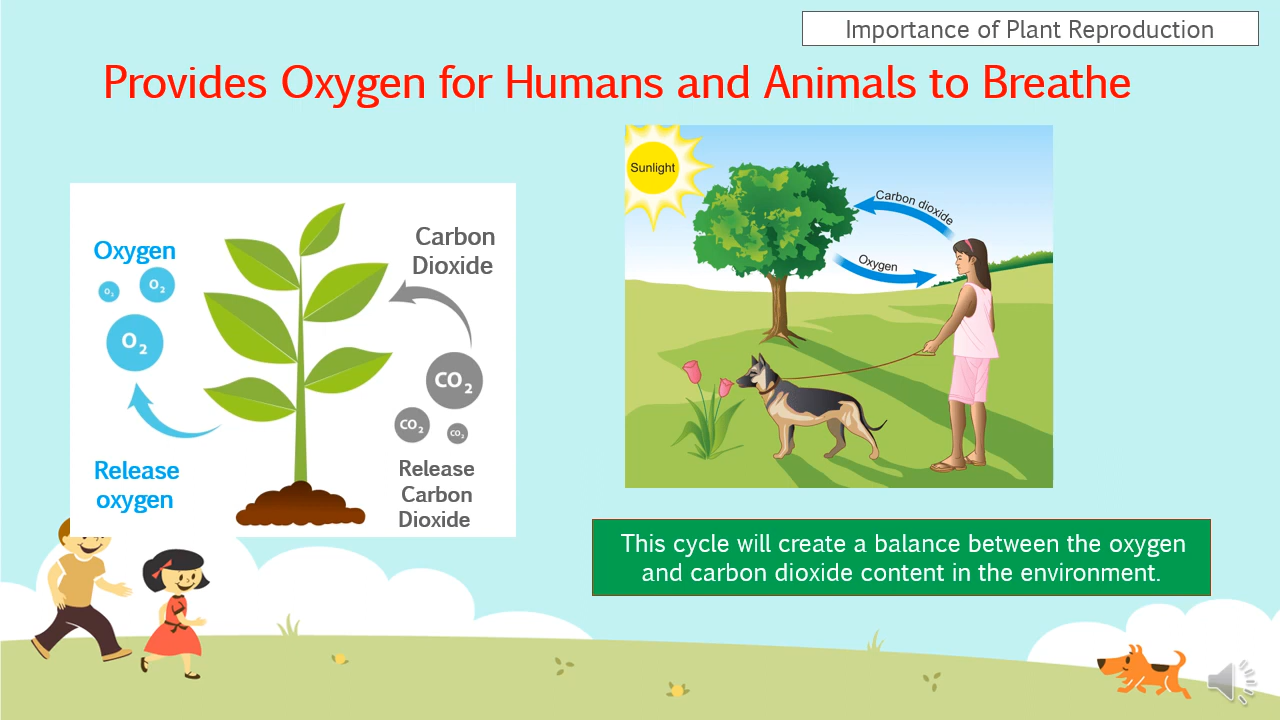 Importance of Plant Reproduction
Provides Oxygen for Humans and Animals to Breathe
Oxygen
O₂
O₂
O₂
Release
oxygen
Carbon
Dioxide
CO₂
CO₂
CO₂
Release
Carbon
Dioxide
Sunlight
Carbon dioxide
Oxygen
This cycle will create a balance between the oxygen
and carbon dioxide content in the environment.